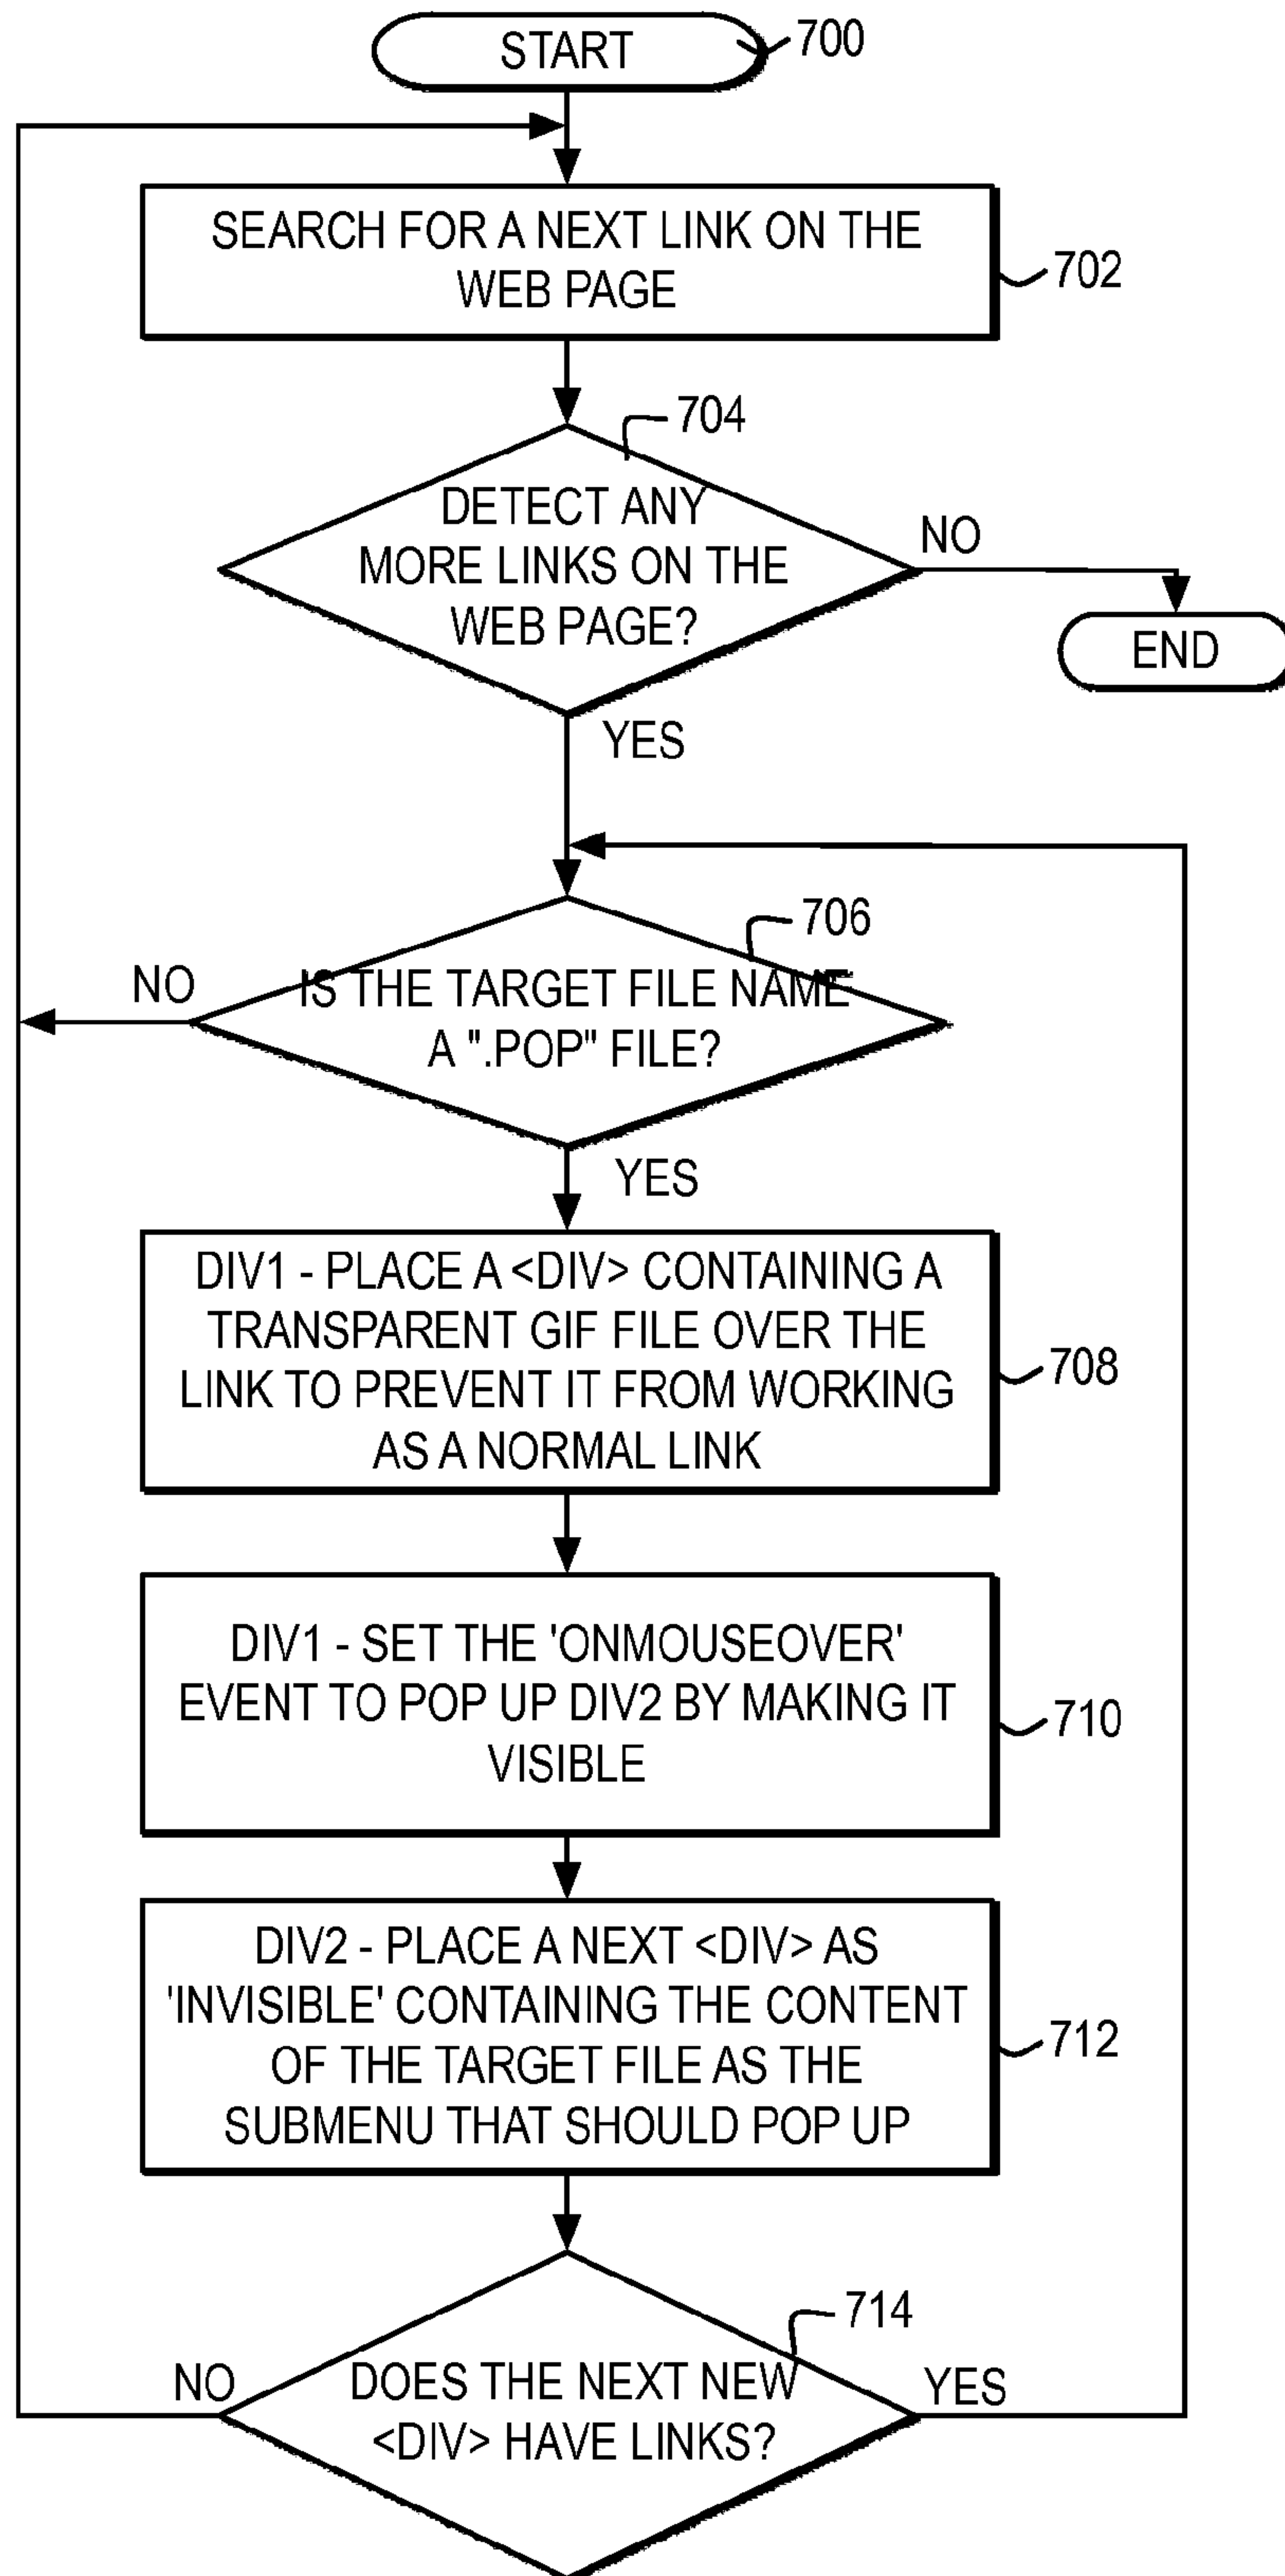 START
700
SEARCH FOR A NEXT LINK ON THE
WEB PAGE
702
704
DETECT ANY
MORE LINKS ON THE
WEB PAGE?
NO
END
YES
706
NO
IS THE TARGET FILE NAME
A ".POP" FILE?
YES
DIV1 - PLACE A <DIV> CONTAINING A
TRANSPARENT GIF FILE OVER THE
LINK TO PREVENT IT FROM WORKING
AS A NORMAL LINK
708
DIV1 - SET THE 'ONMOUSEOVER'
EVENT TO POP UP DIV2 BY MAKING IT
VISIBLE
710
DIV2 - PLACE A NEXT <DIV> AS
'INVISIBLE' CONTAINING THE CONTENT
OF THE TARGET FILE AS THE
SUBMENU THAT SHOULD POP UP
712
714
NO
DOES THE NEXT NEW
<DIV> HAVE LINKS?
YES